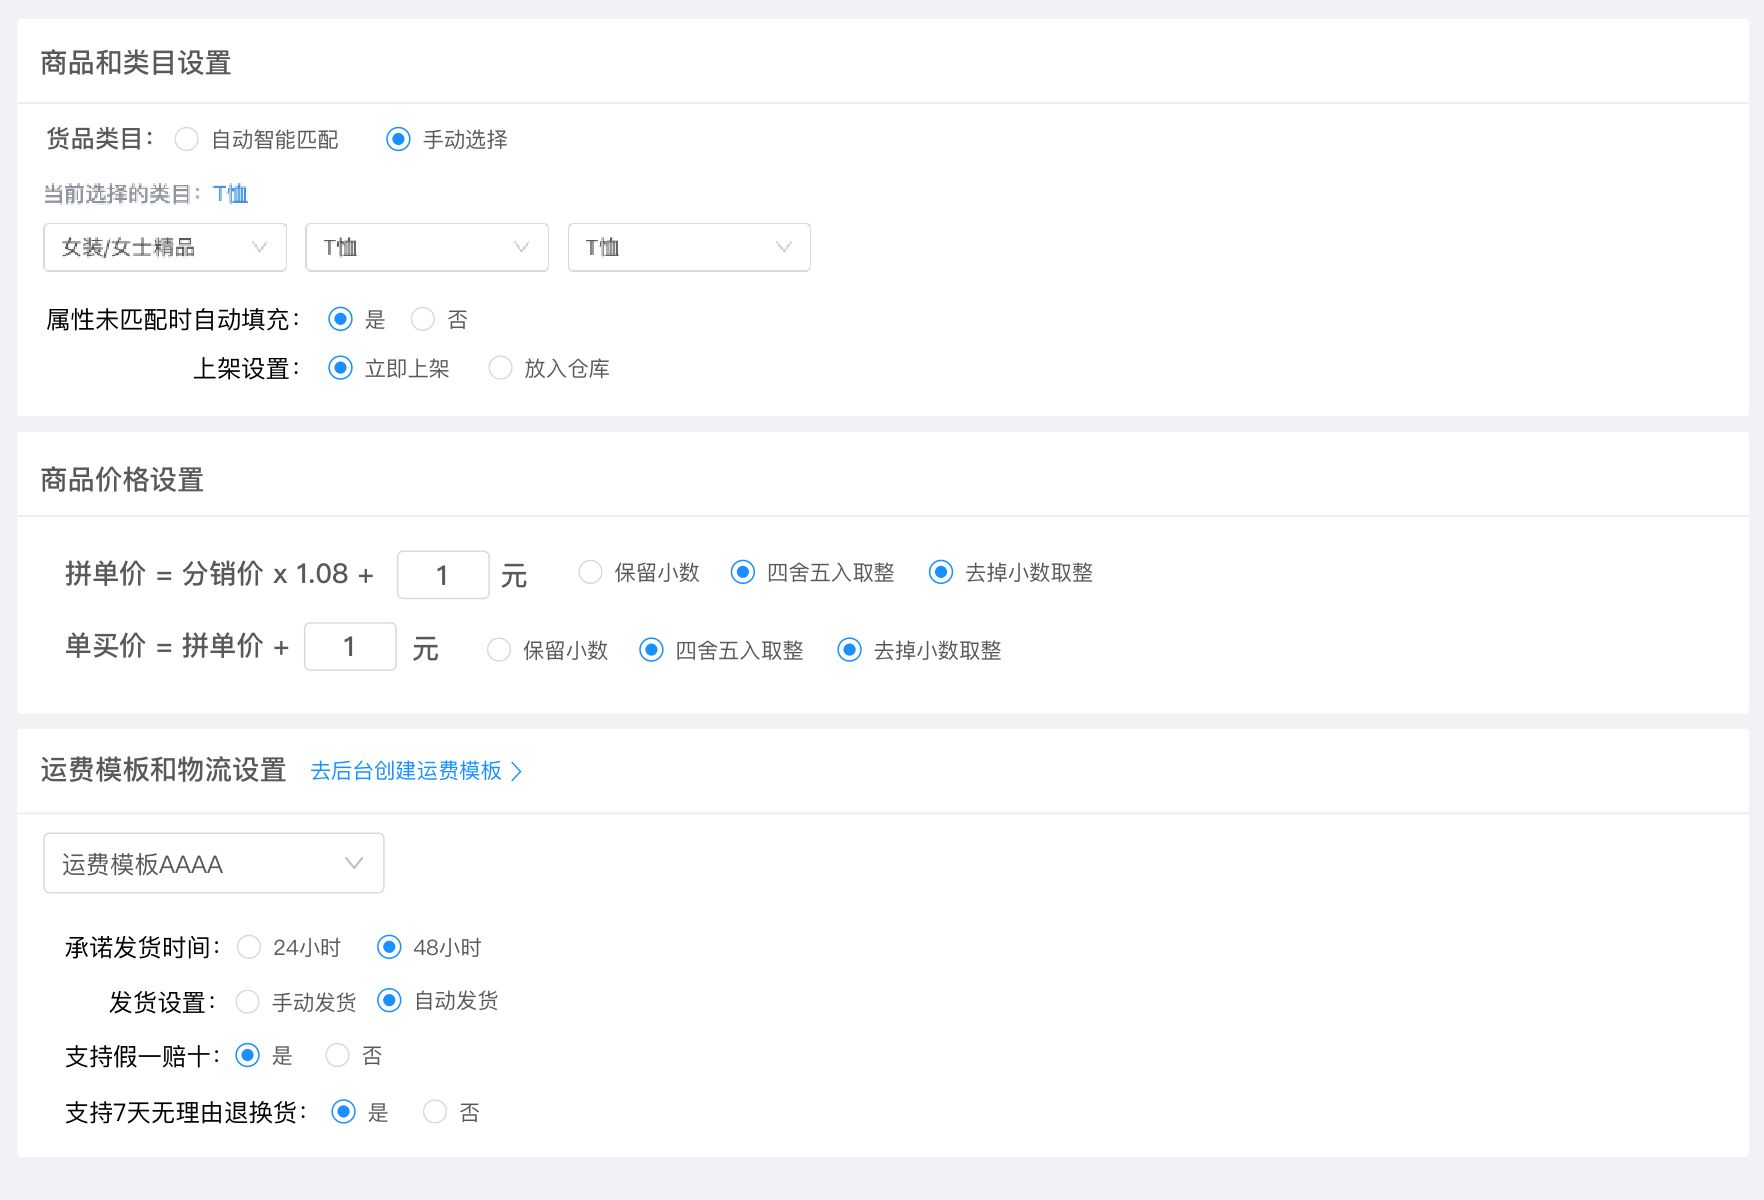 商品和类目设置
货品类目： 自动智能匹配 手动选择
当前选择的类目：T恤
女装/女士精品 T恤 T恤
属性未匹配时自动填充： 是 否
上架设置： 立即上架 放入仓库
商品价格设置
拼单价 = 分销价 x 1.08 + 1 元 保留小数 四舍五入取整 去掉小数取整
单买价 = 拼单价 + 1 元 保留小数 四舍五入取整 去掉小数取整
运费模板和物流设置 去后台创建运费模板 >
运费模板AAAA
承诺发货时间： 24小时 48小时
发货设置： 手动发货 自动发货
支持假一赔十： 是 否
支持7天无理由退换货： 是 否